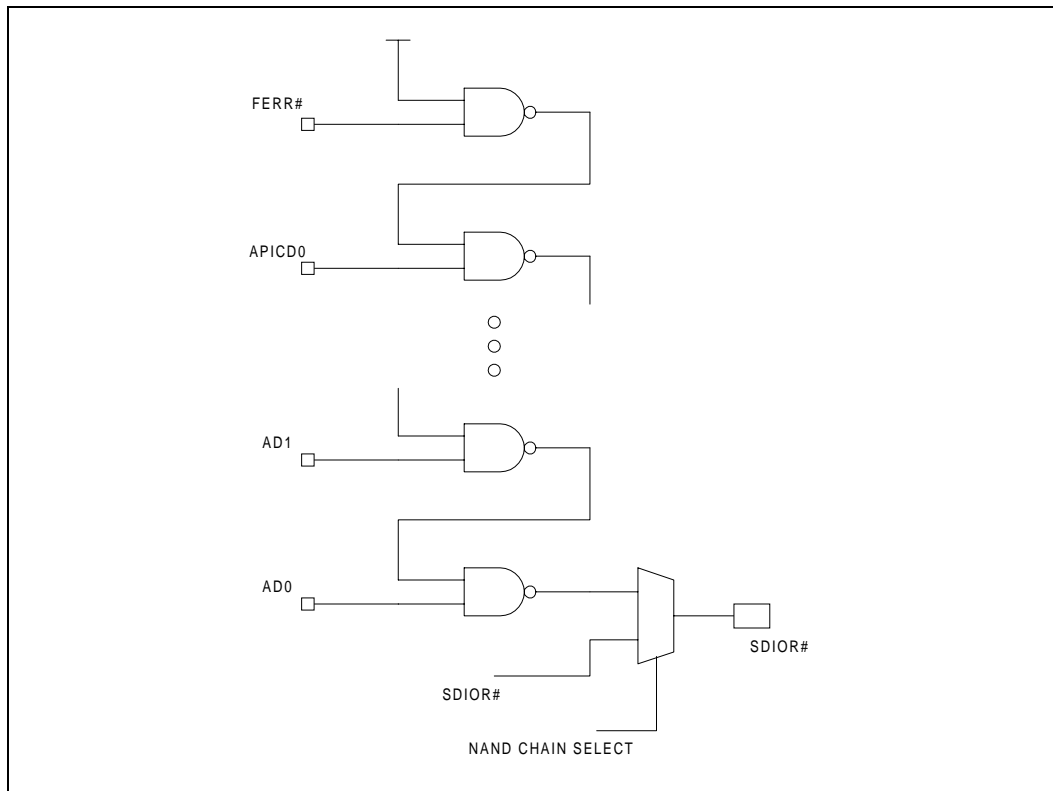 FERR#
APICD0
AD1
AD0
SDIOR#
SDIOR#
NAND CHAIN SELECT